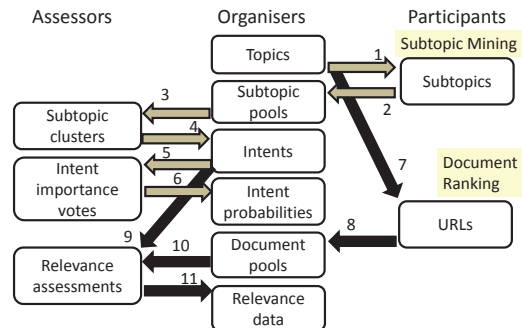 Assessors
Organisers
Participants
Topics
1
Subtopic Mining
Subtopics
2
3
Subtopic
pools
Subtopic
clusters
4
Intents
5
Intent
importance
votes
6
Intent
probabilities
7
Document
Ranking
URLs
8
Document
pools
9
10
Relevance
assessments
11
Relevance
data